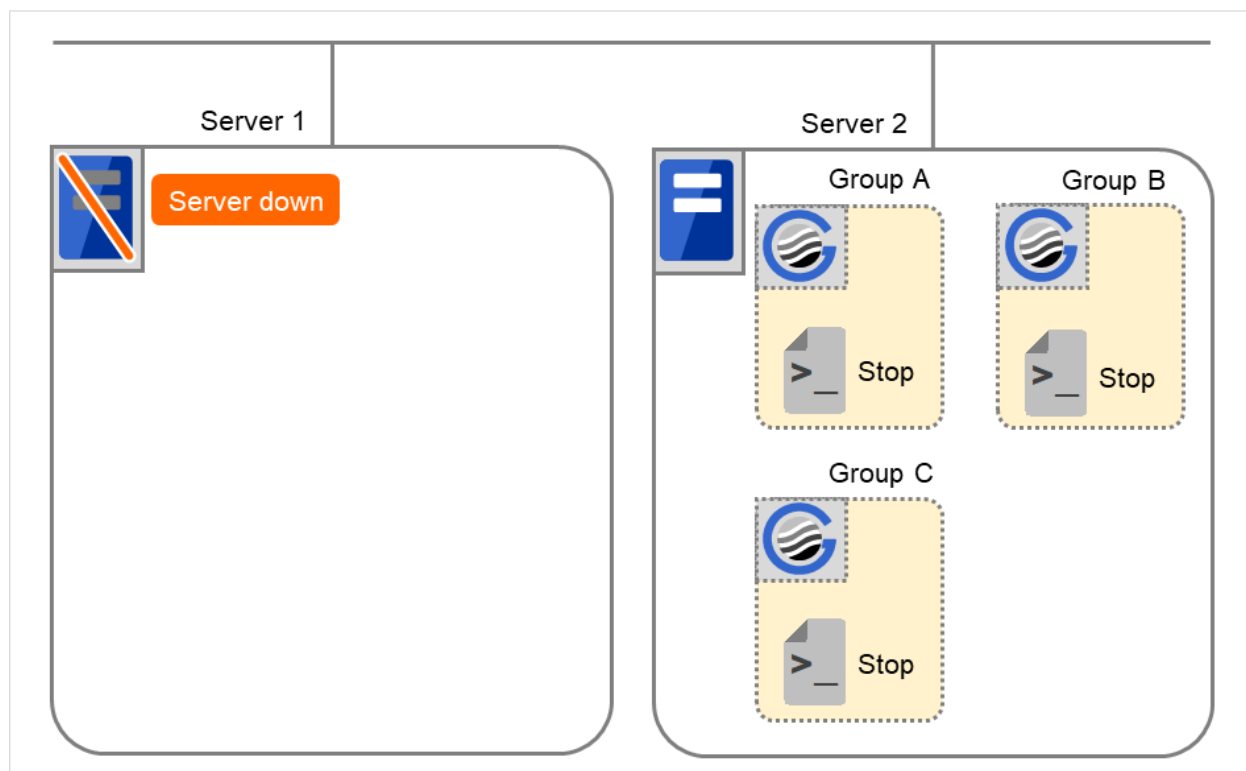 Server 1
Server 2
Server down
Group A
Group B
>_ Stop
>_ Stop
Group C
>_ Stop